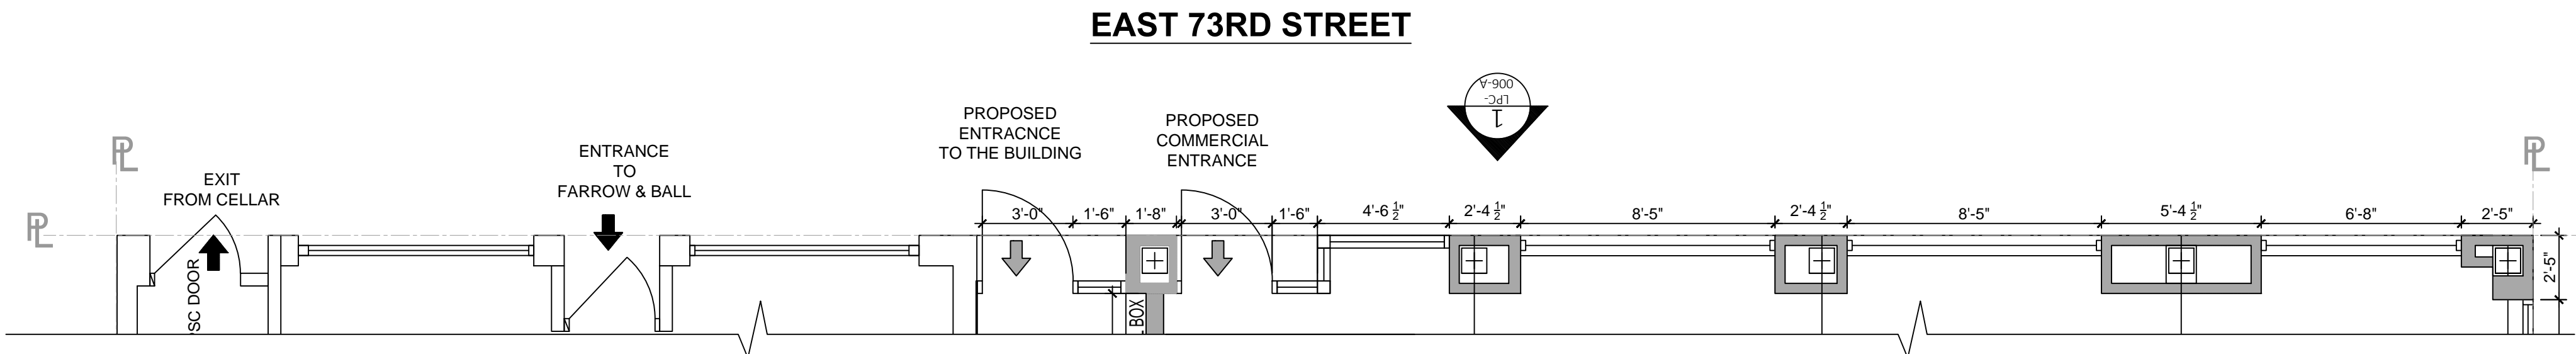 EAST 73RD STREET
1
LPC-
006-A
PL
EXIT
FROM CELLAR
ENTRANCE
TO
FARROW & BALL
PROPOSED
ENTRACNCE
TO THE BUILDING
PROPOSED
COMMERCIAL
ENTRANCE
PL
PL
3'-0"
1'-6"
1'-8"
3'-0"
1'-6"
4'-6 1/2"
2'-4 1/2"
8'-5"
2'-4 1/2"
8'-5"
5'-4 1/2"
6'-8"
2'-5"
2'-5"
SC DOOR
BOX